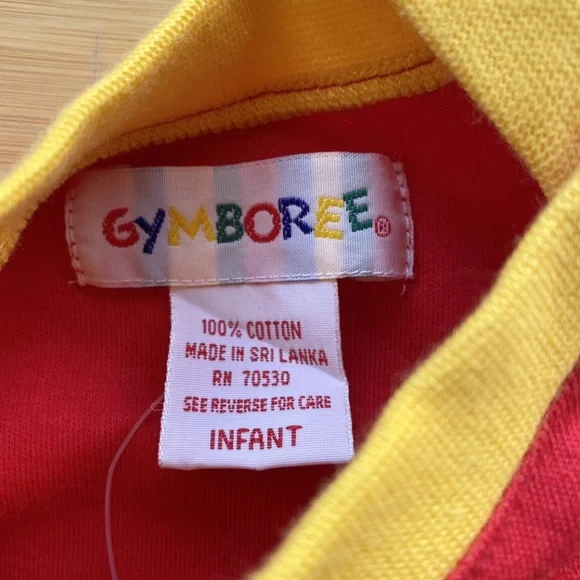 GYMBOREE®
100% COTTON
MADE IN SRI LANKA
RN 70530
SEE REVERSE FOR CARE
INFANT